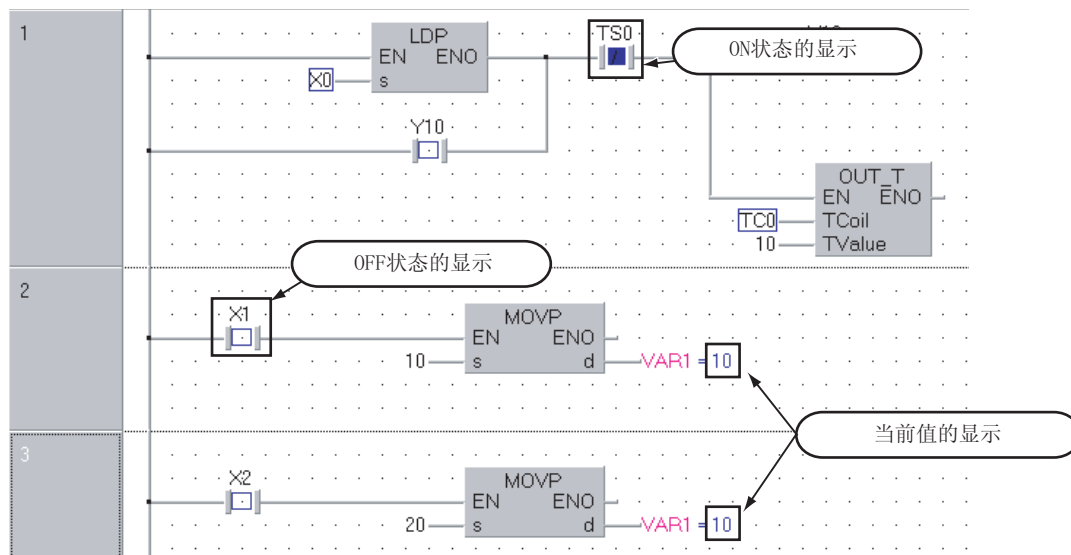 1
LDP
EN ENO
X0 s
TS0
ON状态的显示
Y10
OUT_T
EN ENO
TC0 TCoil
10 TValue
OFF状态的显示
2
X1
MOVP
EN ENO
10 s d VAR1 = 10
当前值的显示
3
X2
MOVP
EN ENO
20 s d VAR1 = 10